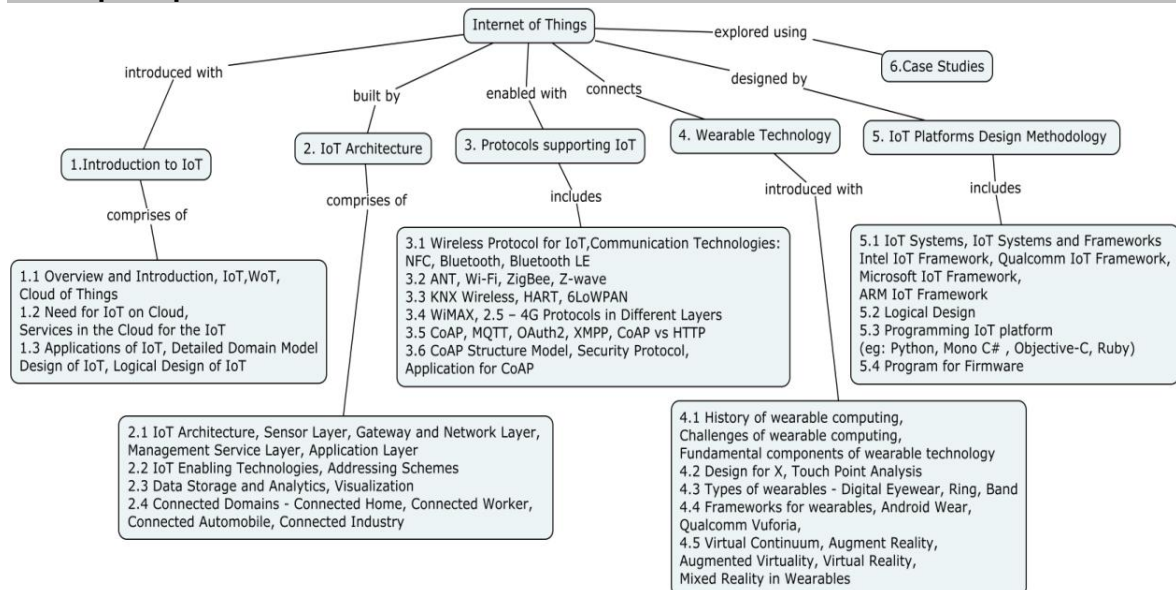 Internet of Things
explored using
6.Case Studies
introduced with
built by
enabled with
connects
designed by
1.Introduction to IoT
2. IoT Architecture
3. Protocols supporting IoT
4. Wearable Technology
5. IoT Platforms Design Methodology
comprises of
comprises of
includes
introduced with
includes
1.1 Overview and Introduction, IoT,WoT,
Cloud of Things
1.2 Need for IoT on Cloud,
Services in the Cloud for the IoT
1.3 Applications of IoT, Detailed Domain Model
Design of IoT, Logical Design of IoT
2.1 IoT Architecture, Sensor Layer, Gateway and Network Layer,
Management Service Layer, Application Layer
2.2 IoT Enabling Technologies, Addressing Schemes
2.3 Data Storage and Analytics, Visualization
2.4 Connected Domains - Connected Home, Connected Worker,
Connected Automobile, Connected Industry
3.1 Wireless Protocol for IoT,Communication Technologies:
NFC, Bluetooth, Bluetooth LE
3.2 ANT, Wi-Fi, ZigBee, Z-wave
3.3 KNX Wireless, HART, 6LoWPAN
3.4 WiMAX, 2.5 – 4G Protocols in Different Layers
3.5 CoAP, MQTT, OAuth2, XMPP, CoAP vs HTTP
3.6 CoAP Structure Model, Security Protocol,
Application for CoAP
4.1 History of wearable computing,
Challenges of wearable computing,
Fundamental components of wearable technology
4.2 Design for X, Touch Point Analysis
4.3 Types of wearables - Digital Eyewear, Ring, Band
4.4 Frameworks for wearables, Android Wear,
Qualcomm Vuforia,
4.5 Virtual Continuum, Augment Reality,
Augmented Virtuality, Virtual Reality,
Mixed Reality in Wearables
5.1 IoT Systems, IoT Systems and Frameworks
Intel IoT Framework, Qualcomm IoT Framework,
Microsoft IoT Framework,
ARM IoT Framework
5.2 Logical Design
5.3 Programming IoT platform
(eg: Python, Mono C# , Objective-C, Ruby)
5.4 Program for Firmware